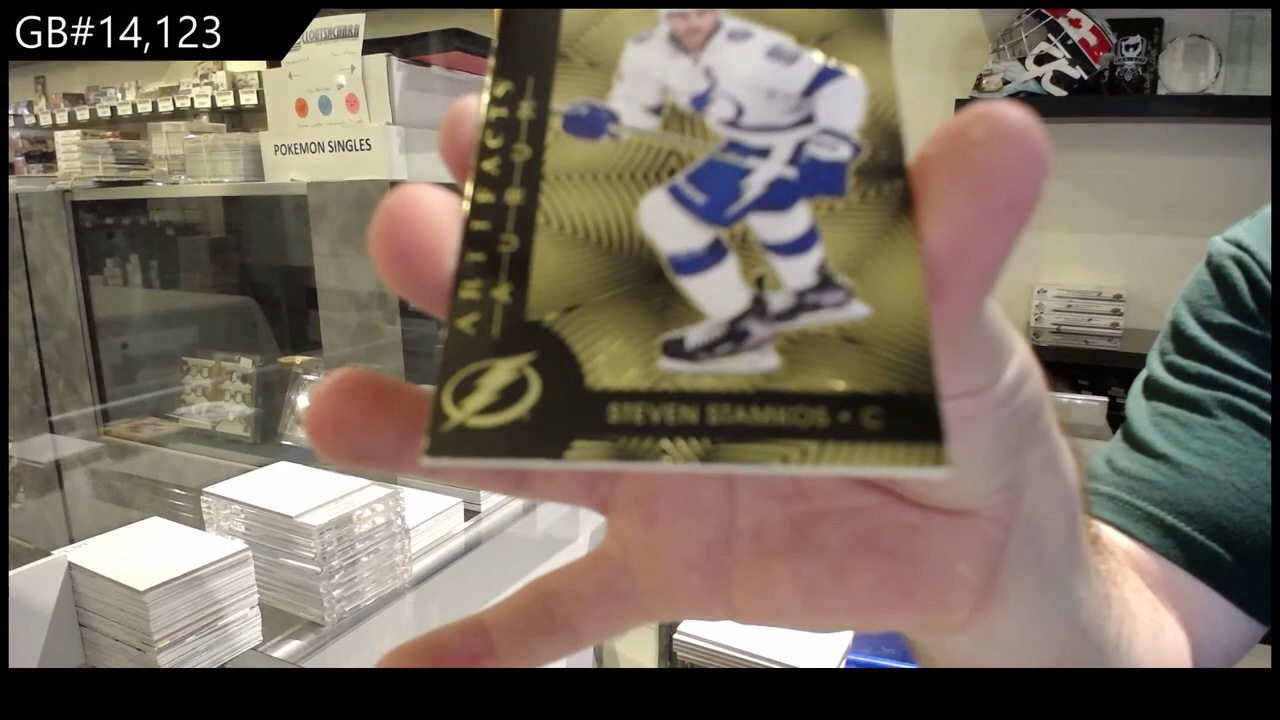 GB#14,123
POKEMON SINGLES
ARTIFACTS
AURUM
STEVEN STAMKOS • C